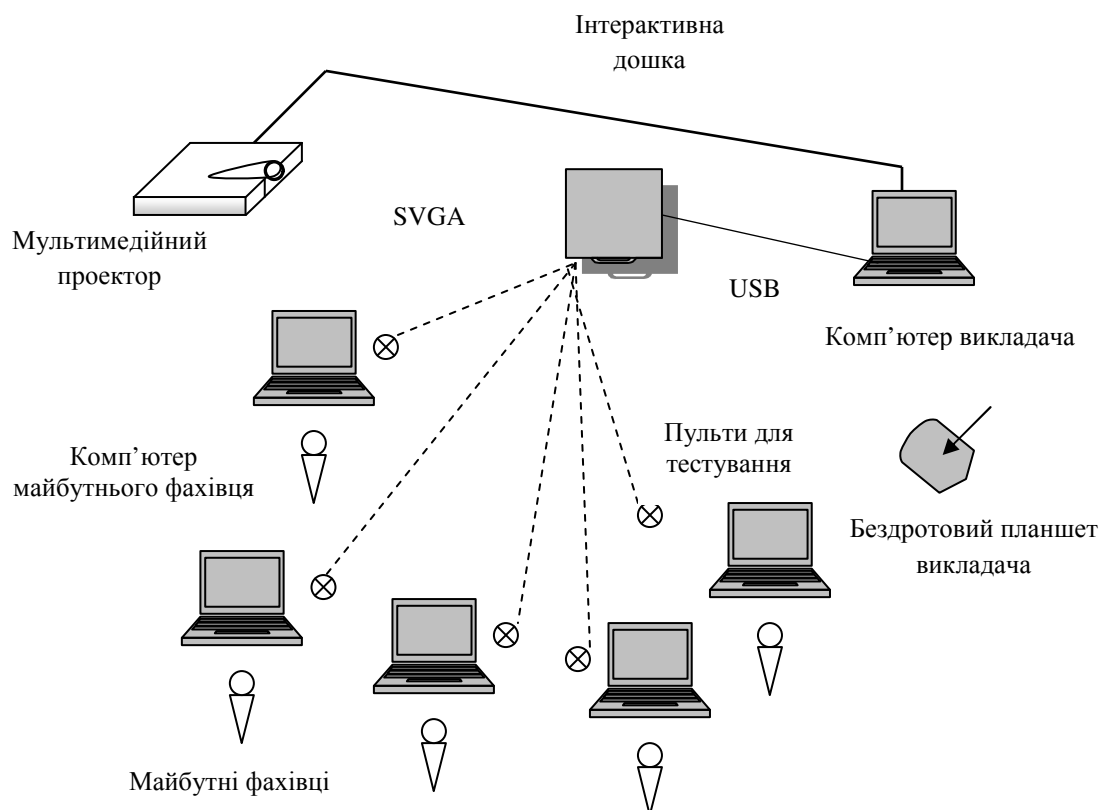 Інтерактивна
дошка
SVGA
Мультимедійний
проектор
USB
Комп’ютер викладача
Пульти для
тестування
Комп’ютер
майбутнього фахівця
Бездротовий планшет
викладача
Майбутні фахівці